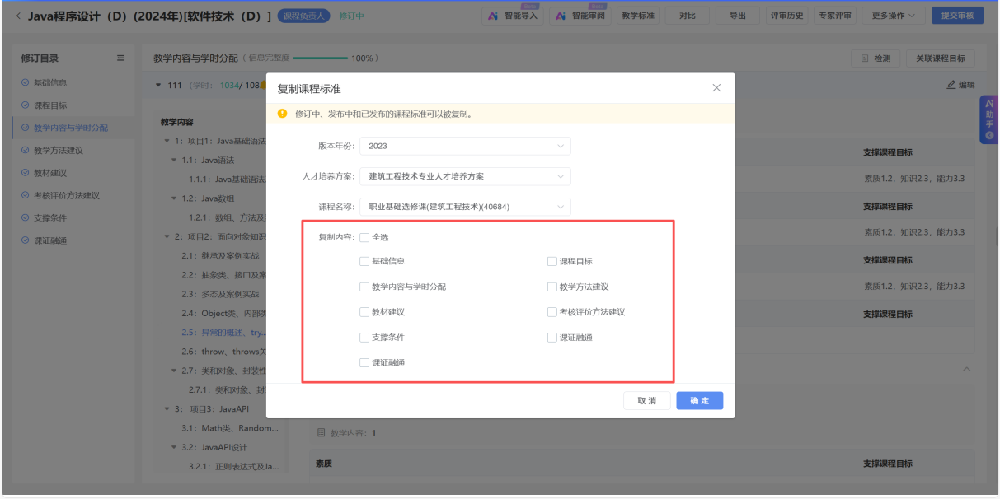 Java程序设计（D）(2024年)[软件技术（D）] 课程负责人 修订中 智能导入 Beta 智能审阅 Beta 教学标准 对比 导出 评审历史 专家评审 更多操作 提交审核
修订目录
基础信息
课程目标
教学内容与学时分配
教学方法建议
教材建议
考核评价方法建议
支撑条件
课证融通
教学内容与学时分配（ 信息完整度 100% ） 检测 关联课程目标
111 (学时： 1034/ 108 编辑
AI助手
教学内容
1：项目1：Java基础语法
1.1：Java语法
1.1.1：Java基础语法
1.2：Java数组
1.2.1：数组、方法及
2：项目2：面向对象知识
2.1：继承及案例实战
2.2：抽象类、接口及案
2.3：多态及案例实战
2.4：Object类、内部类
2.5：异常的概述、try...
2.6：throw、throws关
2.7：类和对象、封装性
2.7.1：类和对象、封
3：项目3：JavaAPI
3.1：Math类、Random...
3.2：JavaAPI设计
3.2.1：正则表达式及Ja...
复制课程标准
修订中、发布中和已发布的课程标准可以被复制。
版本年份： 2023
人才培养方案： 建筑工程技术专业人才培养方案
课程名称： 职业基础选修课(建筑工程技术)(40684)
复制内容： 全选
基础信息 课程目标
教学内容与学时分配 教学方法建议
教材建议 考核评价方法建议
支撑条件 课证融通
课证融通
取 消 确 定
支撑课程目标
素质1.2，知识2.3，能力3.3
支撑课程目标
素质1.2，知识2.3，能力3.3
支撑课程目标
素质1.2，知识2.3，能力3.3
支撑课程目标
教学内容：1
素质 支撑课程目标